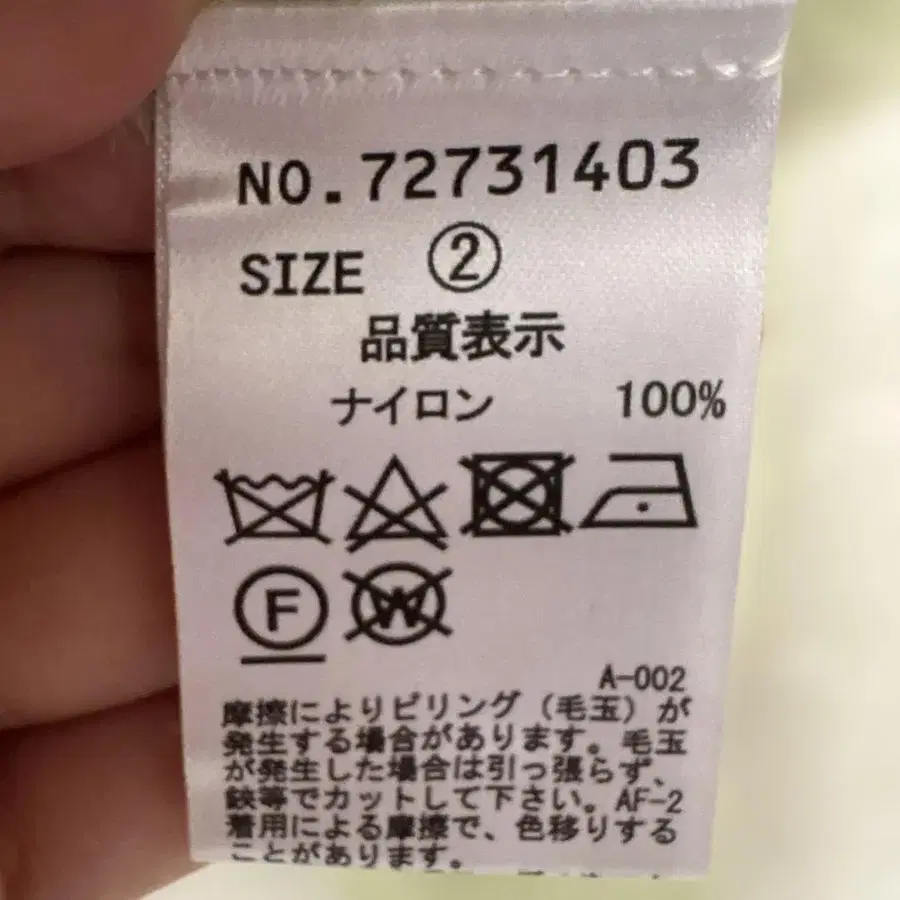 NO.72731403
SIZE ②
品質表示
ナイロン 100%
F W
A-002
摩擦によりピリング（毛玉）が
発生する場合があります。毛玉
が発生した場合は引っ張らず、
鋏等でカットして下さい。AF-2
着用による摩擦で、色移りする
ことがあります。